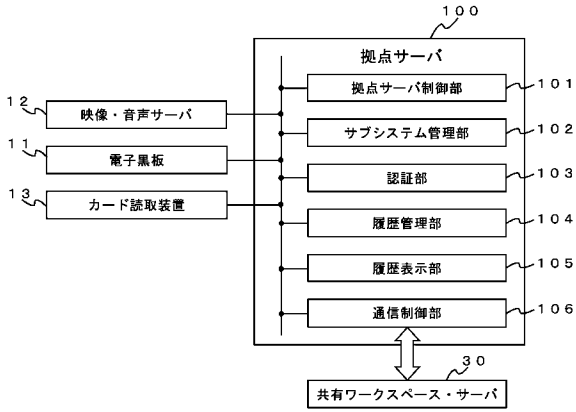 100
拠点サーバ
拠点サーバ制御部
101
12
映像・音声サーバ
サブシステム管理部
102
11
電子黒板
認証部
103
13
カード読取装置
履歴管理部
104
履歴表示部
105
通信制御部
106
30
共有ワークスペース・サーバ